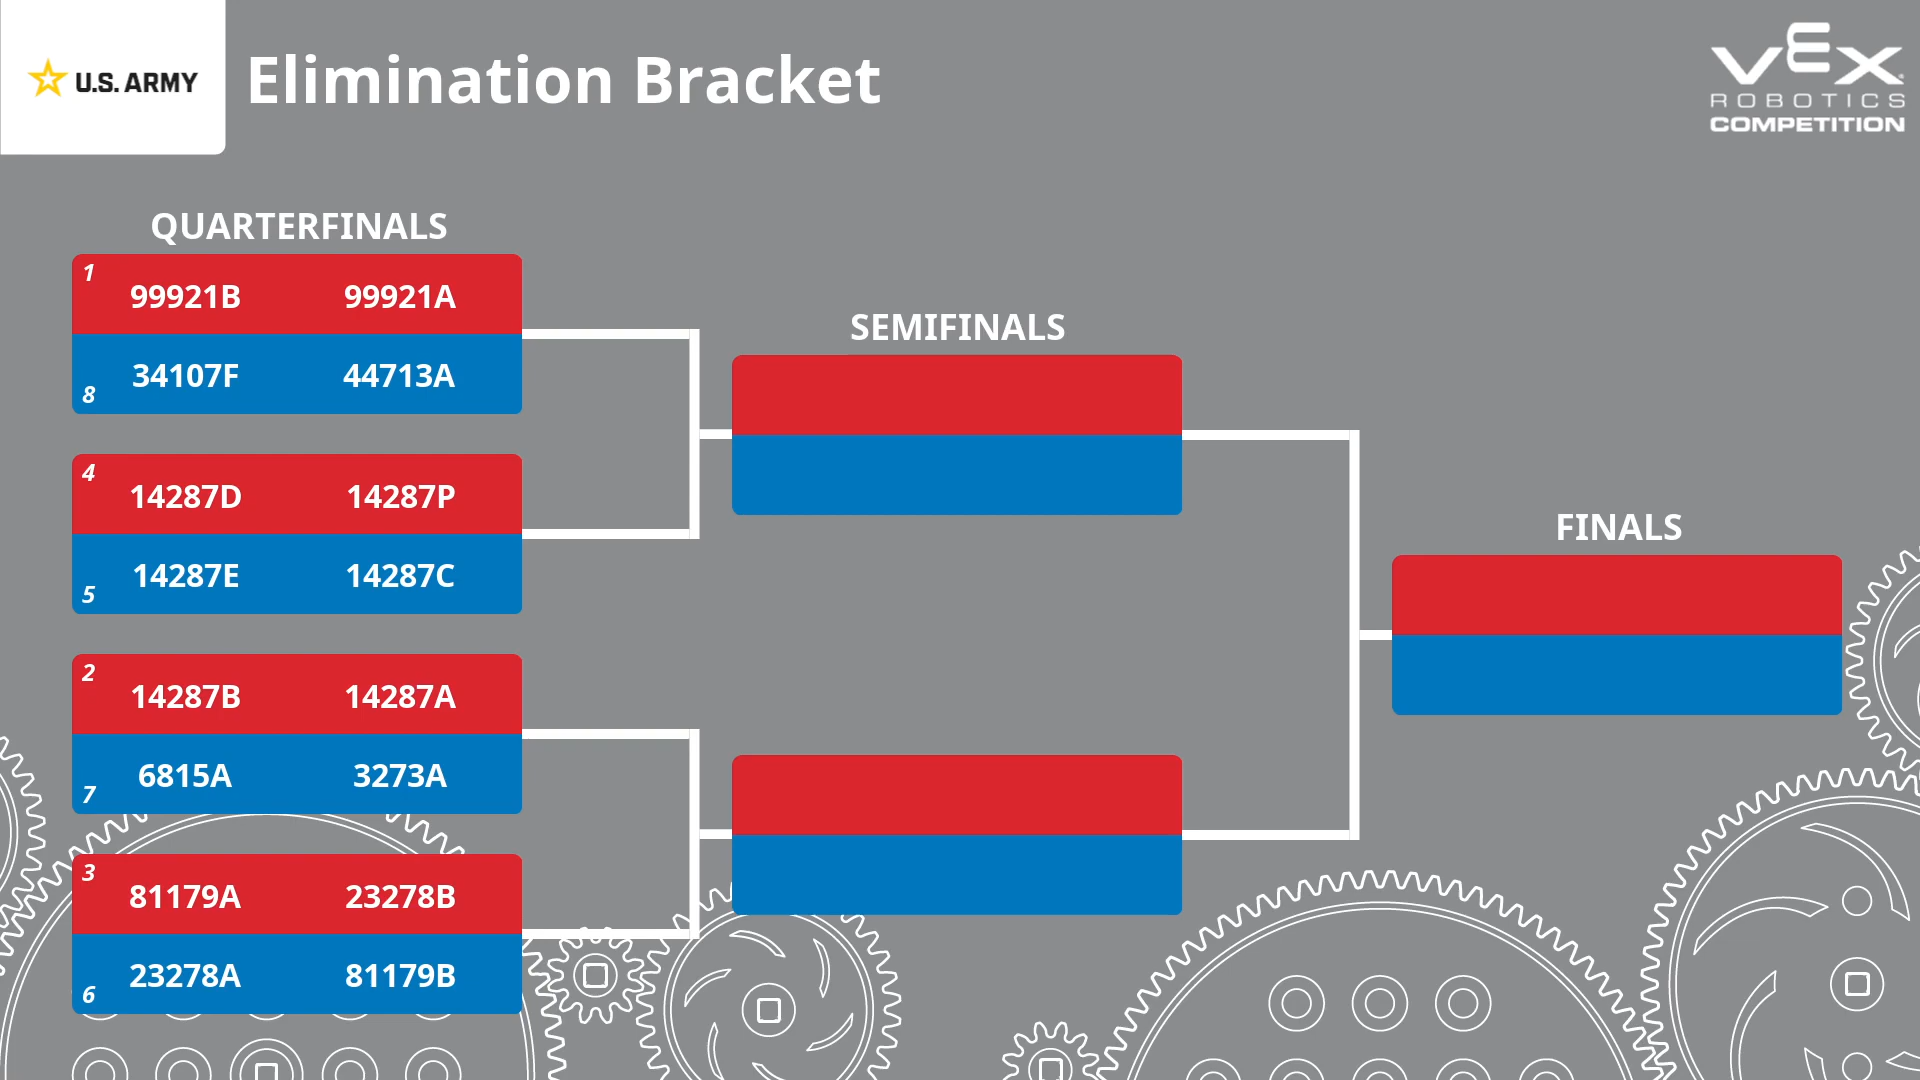 U.S. ARMY
Elimination Bracket
VEX
ROBOTICS
COMPETITION
QUARTERFINALS
1 99921B 99921A
8 34107F 44713A
4 14287D 14287P
5 14287E 14287C
2 14287B 14287A
7 6815A 3273A
3 81179A 23278B
6 23278A 81179B
SEMIFINALS
FINALS